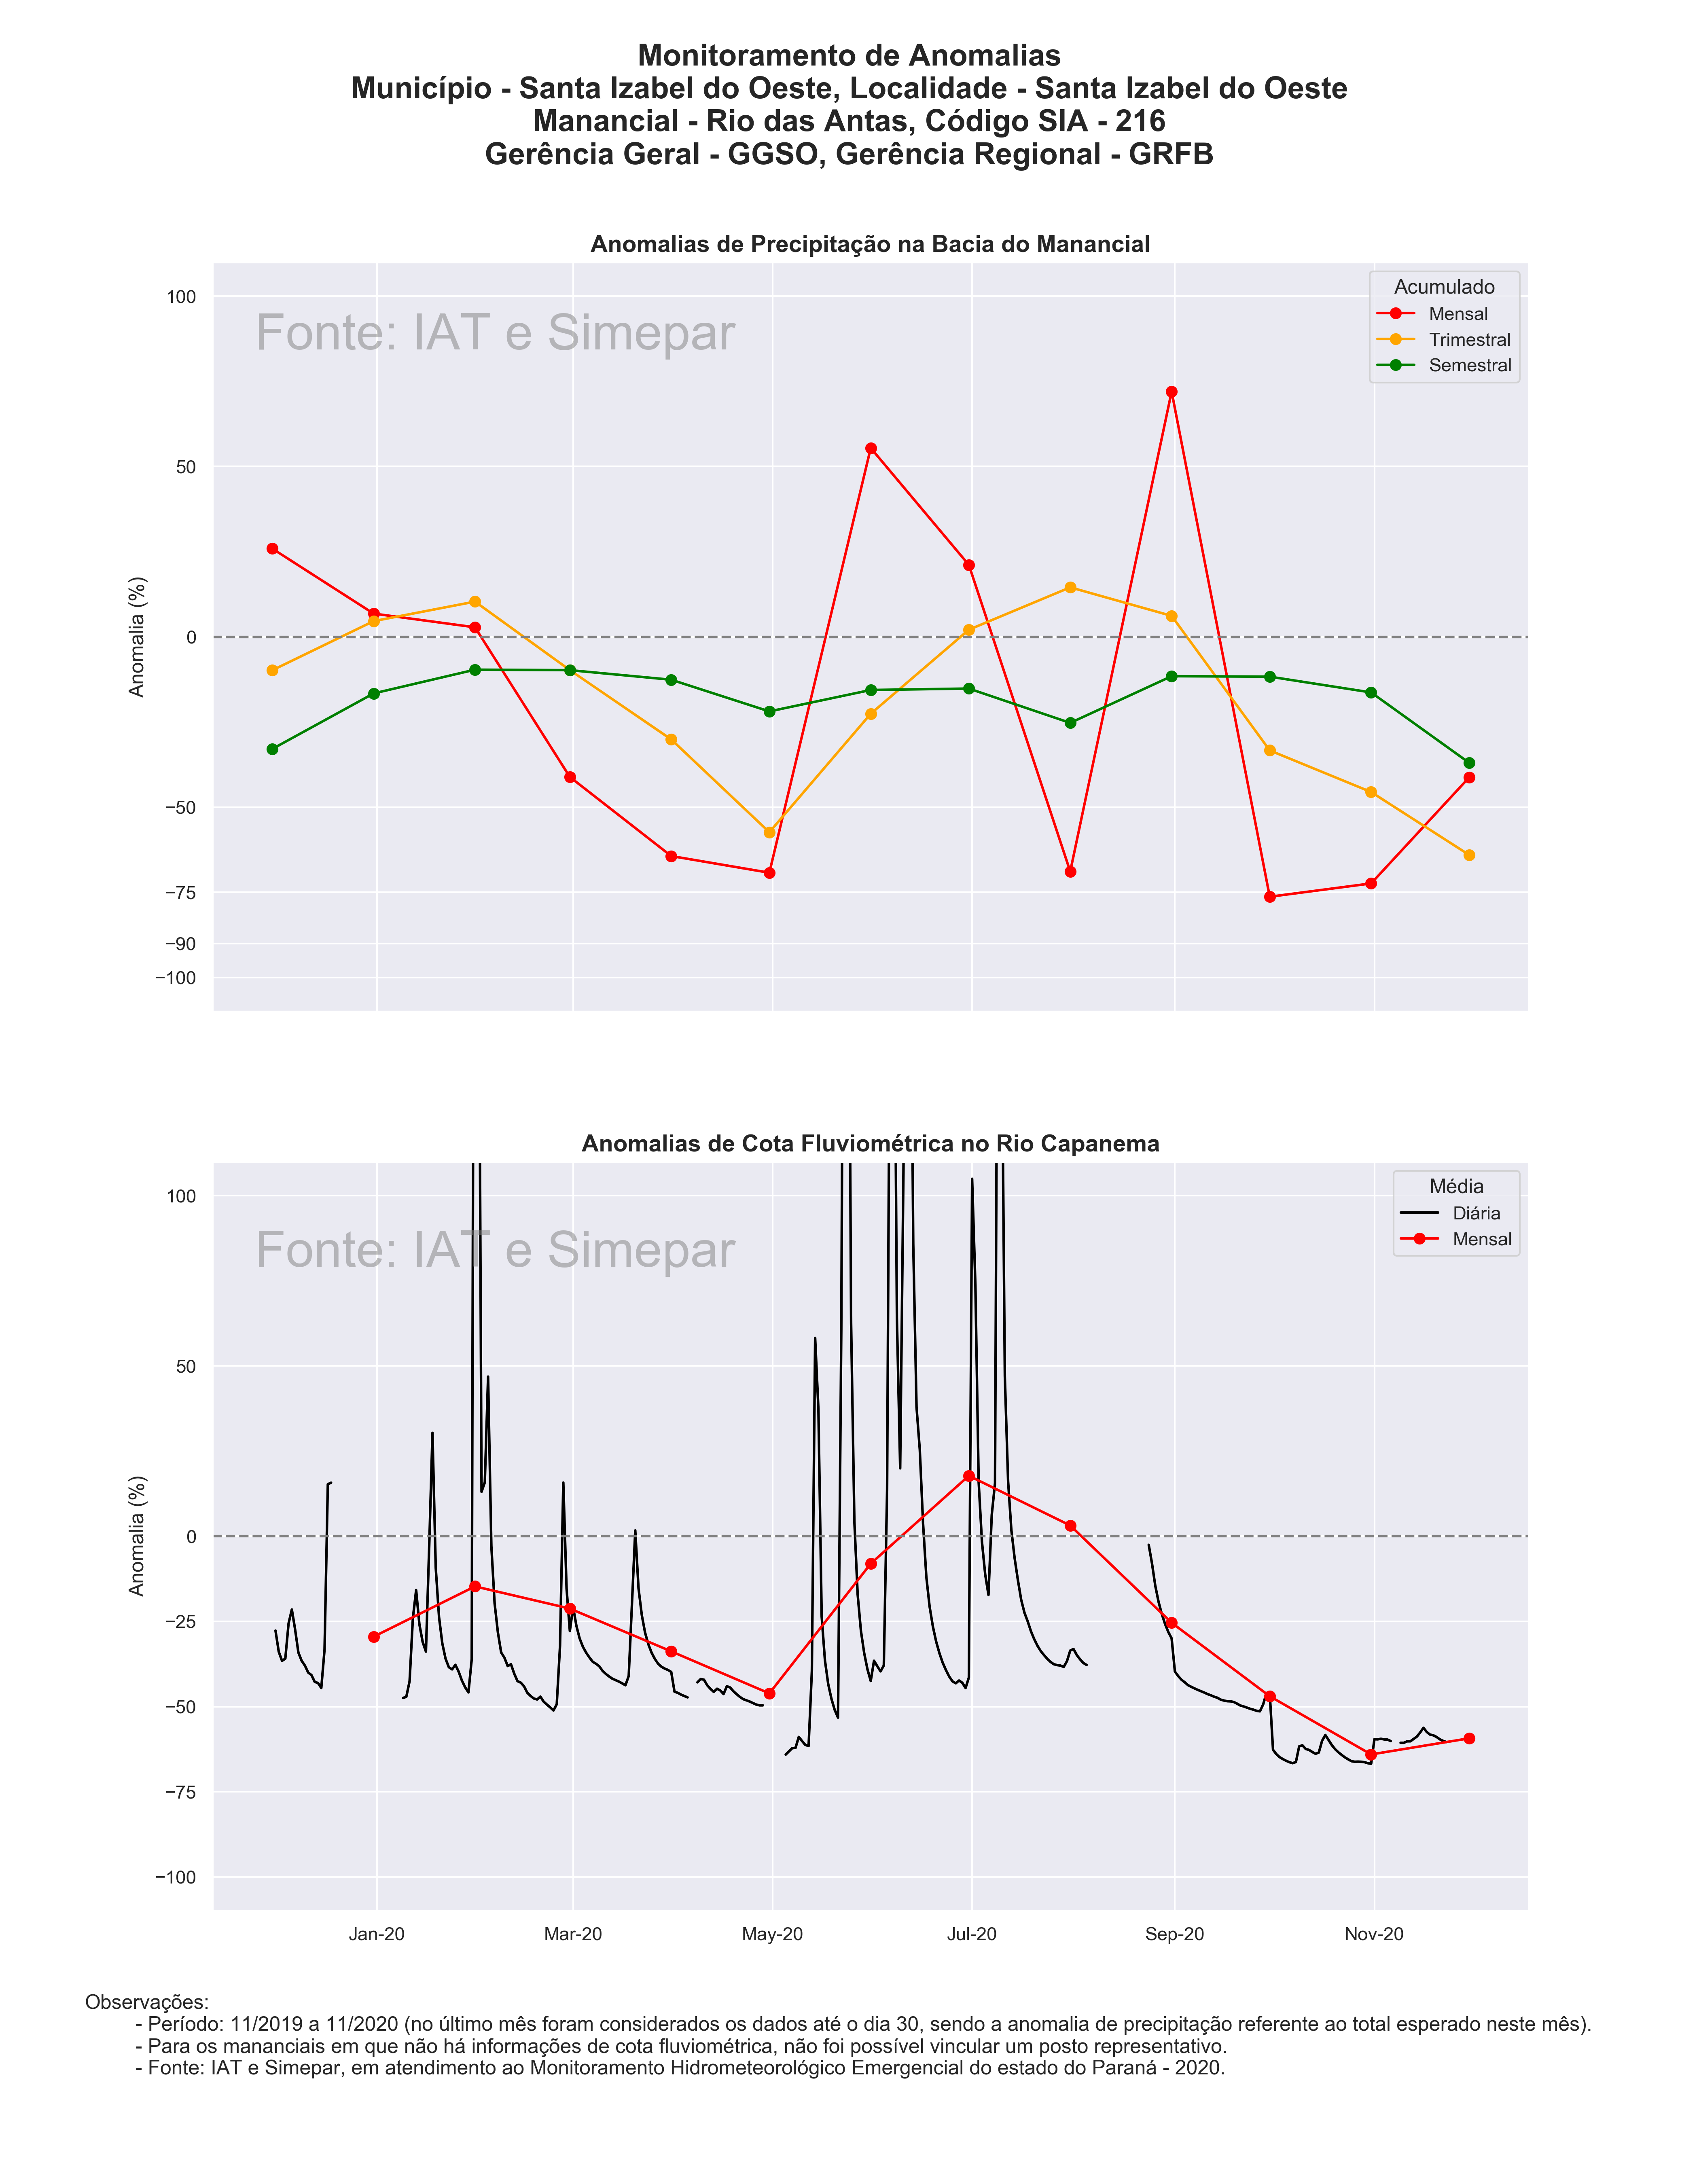 Monitoramento de Anomalias
Município - Santa Izabel do Oeste, Localidade - Santa Izabel do Oeste
Manancial - Rio das Antas, Código SIA - 216
Gerência Geral - GGSO, Gerência Regional - GRFB
Anomalias de Precipitação na Bacia do Manancial
Fonte: IAT e Simepar
Acumulado
Mensal
Trimestral
Semestral
Anomalia (%)
100
50
0
−50
−75
−90
−100
Anomalias de Cota Fluviométrica no Rio Capanema
Fonte: IAT e Simepar
Média
Diária
Mensal
Anomalia (%)
100
50
0
−25
−50
−75
−100
Jan-20 Mar-20 May-20 Jul-20 Sep-20 Nov-20
Observações:
- Período: 11/2019 a 11/2020 (no último mês foram considerados os dados até o dia 30, sendo a anomalia de precipitação referente ao total esperado neste mês).
- Para os mananciais em que não há informações de cota fluviométrica, não foi possível vincular um posto representativo.
- Fonte: IAT e Simepar, em atendimento ao Monitoramento Hidrometeorológico Emergencial do estado do Paraná - 2020.